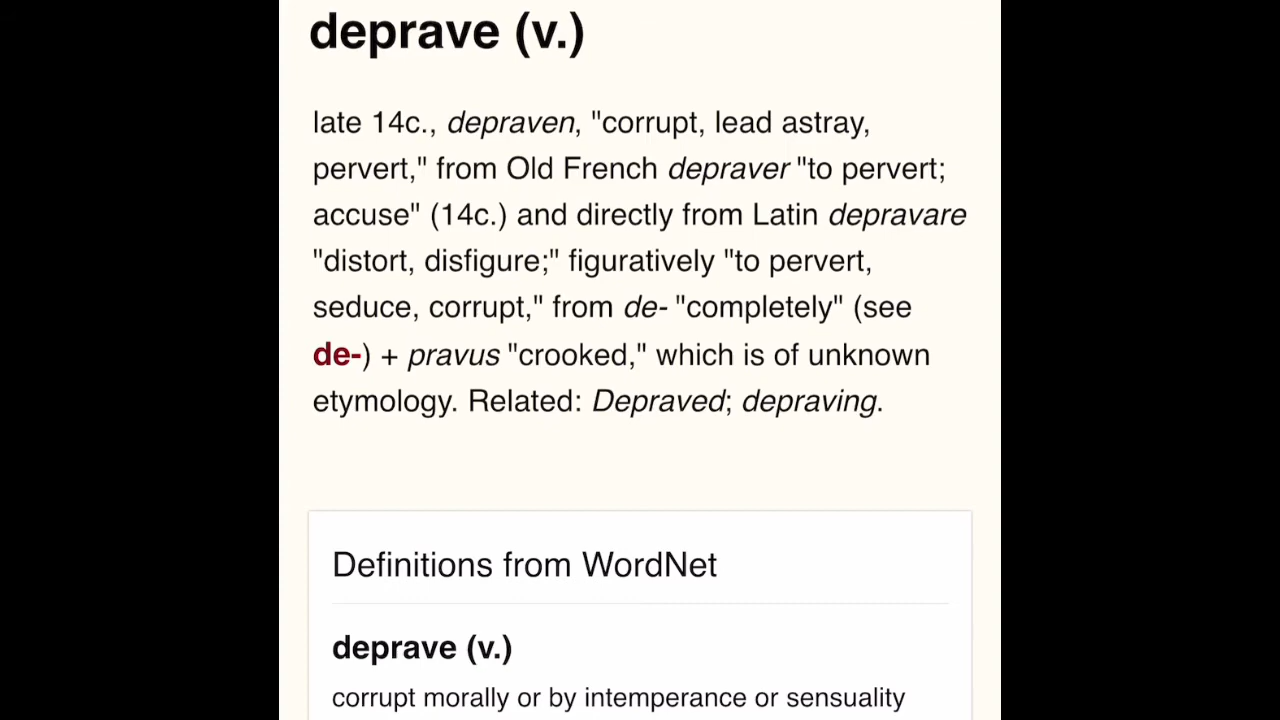 deprave (v.)
late 14c., depraven, "corrupt, lead astray,
pervert," from Old French depraver "to pervert;
accuse" (14c.) and directly from Latin depravare
"distort, disfigure;" figuratively "to pervert,
seduce, corrupt," from de- "completely" (see
de-) + pravus "crooked," which is of unknown
etymology. Related: Depraved; depraving.
Definitions from WordNet
deprave (v.)
corrupt morally or by intemperance or sensuality